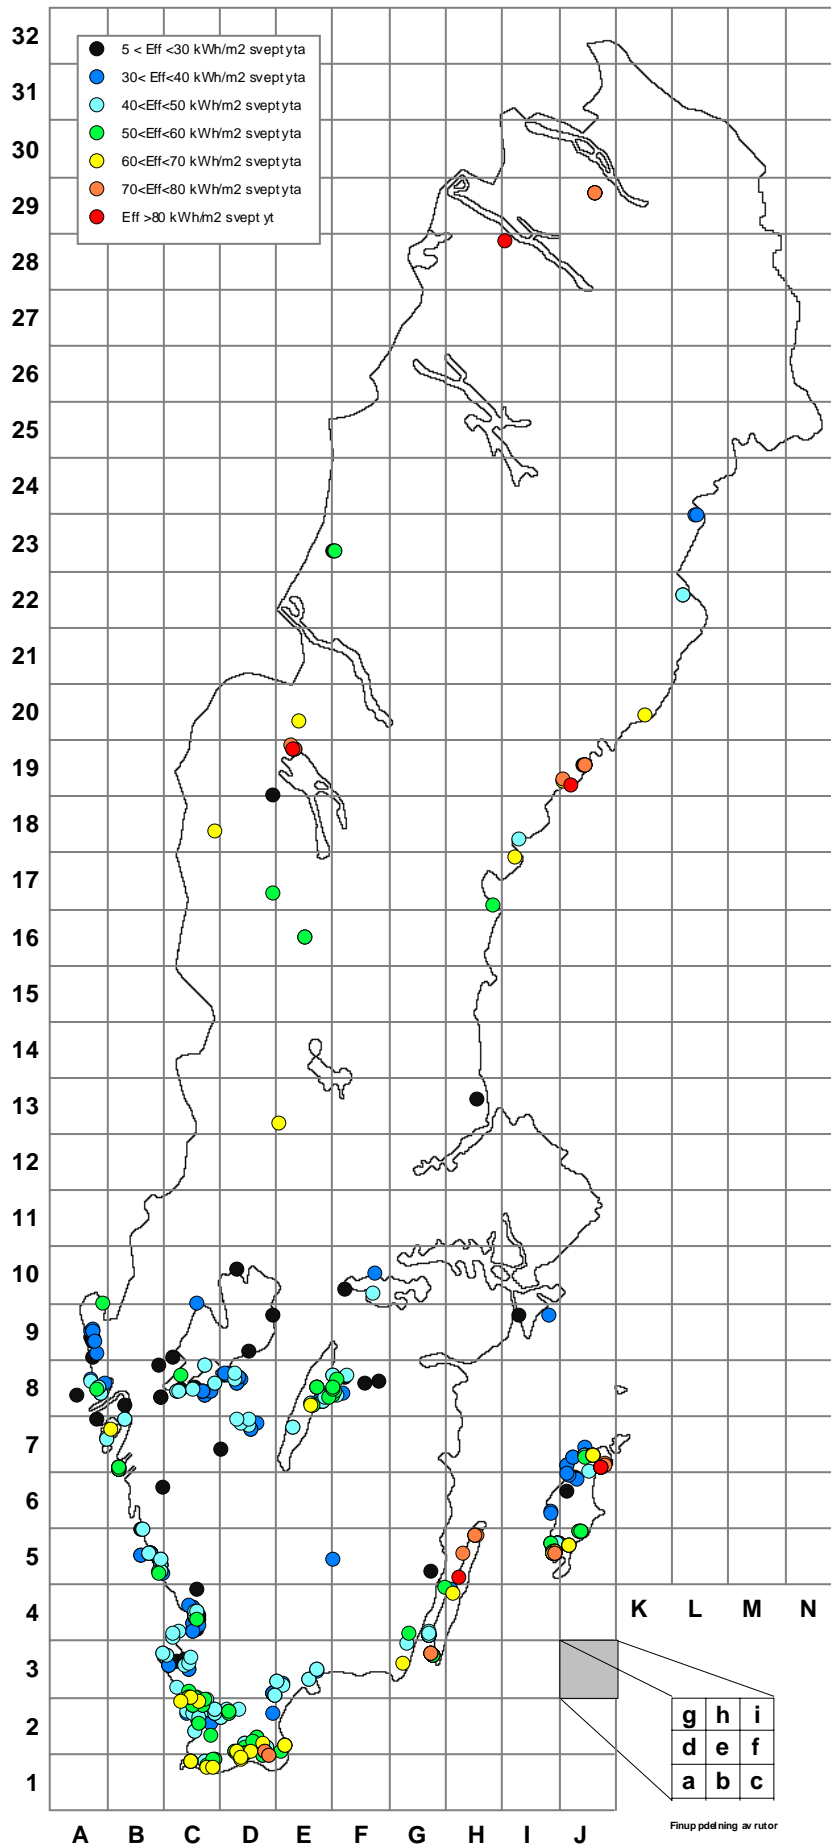 5 < Eff <30 kWh/m2 sveptyta
30< Eff<40 kWh/m2 sveptyta
40<Eff<50 kWh/m2 sveptyta
50<Eff<60 kWh/m2 sveptyta
60<Eff<70 kWh/m2 sveptyta
70<Eff<80 kWh/m2 sveptyta
Eff >80 kWh/m2 sveptyt
32
31
30
29
28
27
26
25
24
23
22
21
20
19
18
17
16
15
14
13
12
11
10
9
8
7
6
5
4
3
2
1
K L M N
g h i
d e f
a b c
Finuppdelning av rutor
A B C D E F G H I J